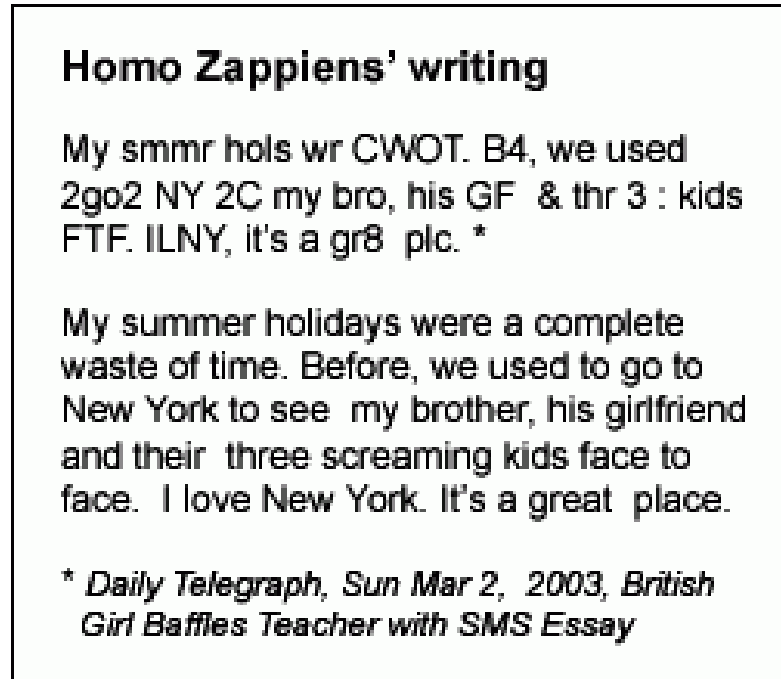 Homo Zappiens’ writing
My smmr hols wr CWOT. B4, we used
2go2 NY 2C my bro, his GF & thr 3 : kids
FTF. ILNY, it's a gr8 plc. *
My summer holidays were a complete
waste of time. Before, we used to go to
New York to see my brother, his girlfriend
and their three screaming kids face to
face. I love New York. It's a great place.
* Daily Telegraph, Sun Mar 2, 2003, British
Girl Baffles Teacher with SMS Essay